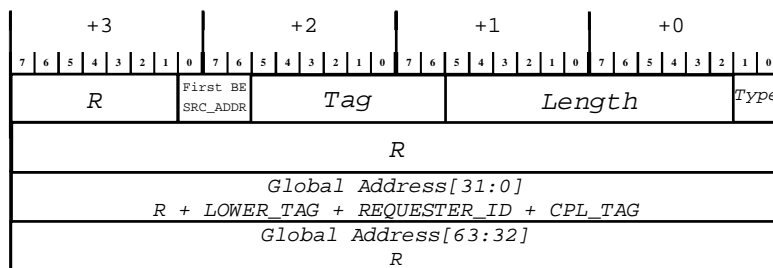 +3 +2 +1 +0
7 6 5 4 3 2 1 0 7 6 5 4 3 2 1 0 7 6 5 4 3 2 1 0 7 6 5 4 3 2 1 0
R First BE Tag Length Type
SRC_ADDR
R
Global Address[31:0]
R + LOWER_TAG + REQUESTER_ID + CPL_TAG
Global Address[63:32]
R